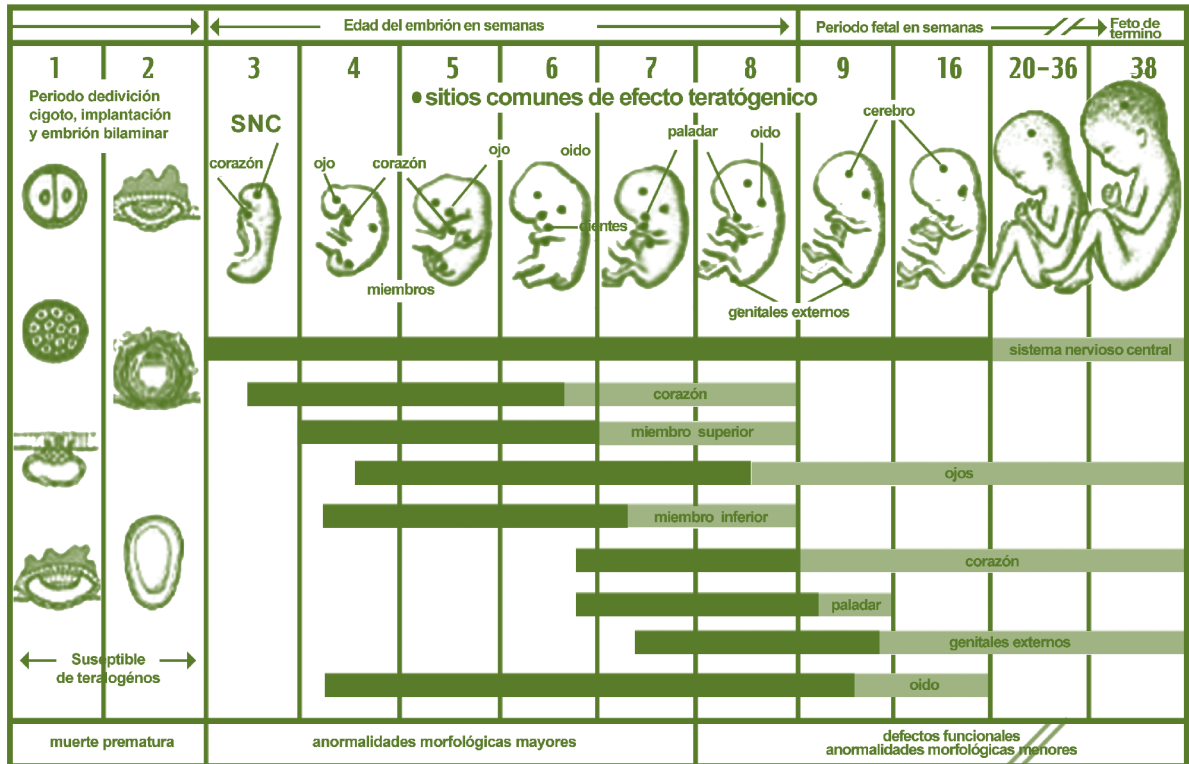 Edad del embrión en semanas
Periodo fetal en semanas
Feto de
termino
1
2
3
4
5
6
7
8
9
16
20-36
38
Periodo dedivición
cigoto, implantación
y embrión bilaminar
•sitios comunes de efecto teratógenico
SNC
corazón
ojo
corazón
ojo
oido
paladar
oido
cerebro
dientes
miembros
genitales externos
sistema nervioso central
corazón
miembro superior
ojos
miembro inferior
corazón
paladar
genitales externos
oido
Susptible
de teralogénos
muerte prematura
anormalidades morfológicas mayores
defectos funcionales
anormalidades morfológicas menores